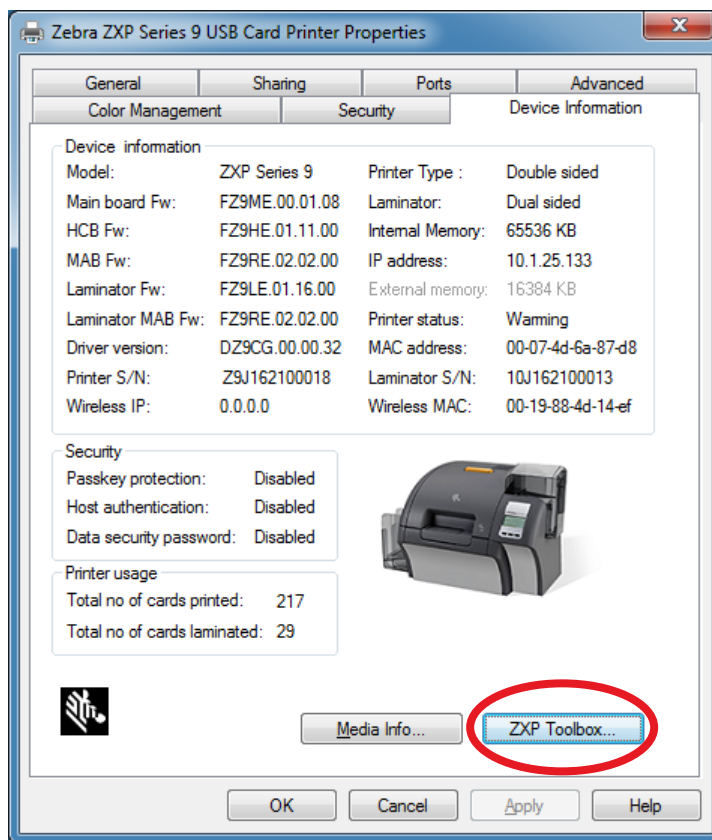 Zebra ZXP Series 9 USB Card Printer Properties
General Sharing Ports Advanced
Color Management Security Device Information
Device information
Model: ZXP Series 9 Printer Type : Double sided
Main board Fw: FZ9ME.00.01.08 Laminator: Dual sided
HCB Fw: FZ9HE.01.11.00 Internal Memory: 65536 KB
MAB Fw: FZ9RE.02.02.00 IP address: 10.1.25.133
Laminator Fw: FZ9LE.01.16.00 External memory: 16384 KB
Laminator MAB Fw: FZ9RE.02.02.00 Printer status: Warming
Driver version: DZ9CG.00.00.32 MAC address: 00-07-4d-6a-87-d8
Printer S/N: Z9J162100018 Laminator S/N: 10J162100013
Wireless IP: 0.0.0.0 Wireless MAC: 00-19-88-4d-14-ef
Security
Passkey protection: Disabled
Host authentication: Disabled
Data security password: Disabled
Printer usage
Total no of cards printed: 217
Total no of cards laminated: 29
Media Info... ZXP Toolbox...
OK Cancel Apply Help